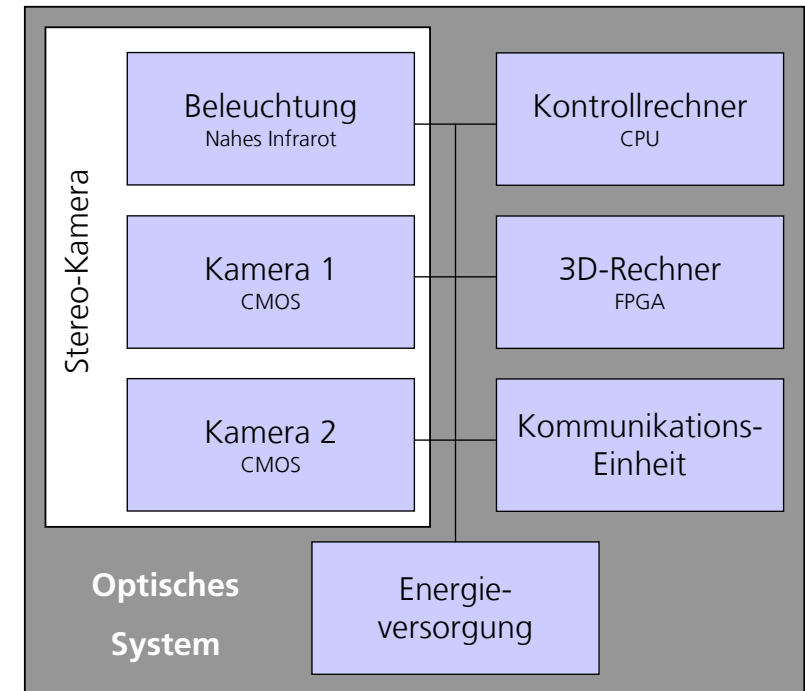 Stereo-Kamera
Beleuchtung
Nahes Infrarot
Kamera 1
CMOS
Kamera 2
CMOS
Kontrollrechner
CPU
3D-Rechner
FPGA
Kommunikations-
Einheit
Energie-
versorgung
Optisches
System